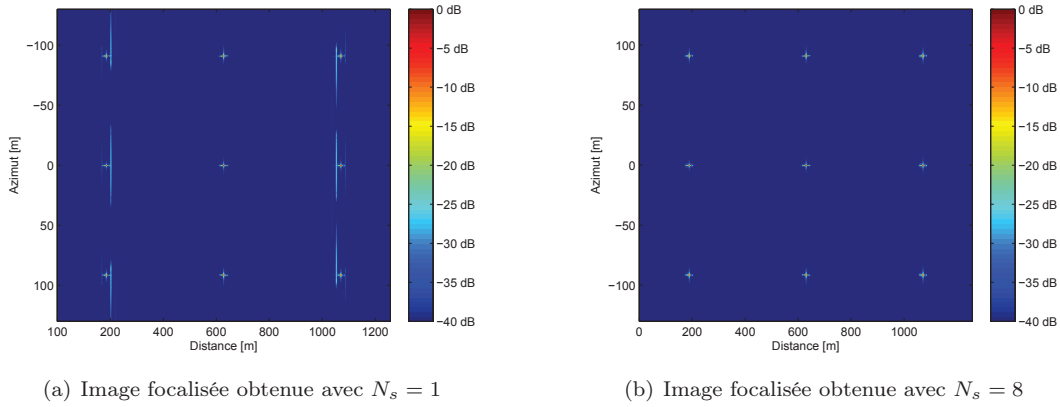 0 dB
−5 dB
−10 dB
−15 dB
−20 dB
−25 dB
−30 dB
−35 dB
−40 dB
Azimut [m]
−100
−50
0
50
100
100
200
400
600
800
1000
1200
Distance [m]
(a) Image focalisée obtenue avec Ns = 1
0 dB
−5 dB
−10 dB
−15 dB
−20 dB
−25 dB
−30 dB
−35 dB
−40 dB
Azimut [m]
100
50
0
−50
−100
0
200
400
600
800
1000
Distance [m]
(b) Image focalisée obtenue avec Ns = 8